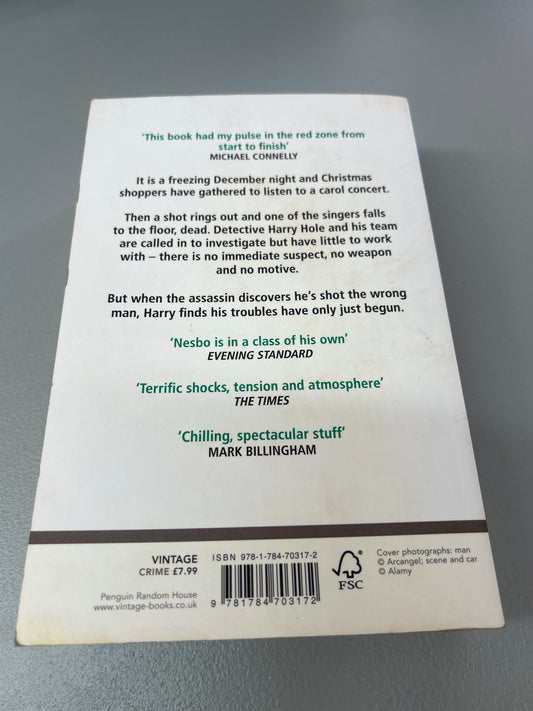 ‘This book had my pulse in the red zone from
start to finish’
MICHAEL CONNELLY
It is a freezing December night and Christmas
shoppers have gathered to listen to a carol concert.
Then a shot rings out and one of the singers falls
to the floor, dead. Detective Harry Hole and his team
are called in to investigate but have little to work
with – there is no immediate suspect, no weapon
and no motive.
But when the assassin discovers he’s shot the wrong
man, Harry finds his troubles have only just begun.
‘Nesbo is in a class of his own’
EVENING STANDARD
‘Terrific shocks, tension and atmosphere’
THE TIMES
‘Chilling, spectacular stuff’
MARK BILLINGHAM
VINTAGE
CRIME £7.99
Penguin Random House
www.vintage-books.co.uk
ISBN 978-1-784-70317-2
9 781784 703172
FSC
Cover photographs: man
© Arcangel; scene and car
© Alamy